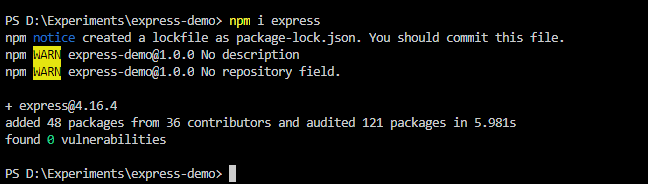 PS D:\Experiments\express-demo> npm i express
npm notice created a lockfile as package-lock.json. You should commit this file.
npm WARN express-demo@1.0.0 No description
npm WARN express-demo@1.0.0 No repository field.
+ express@4.16.4
added 48 packages from 36 contributors and audited 121 packages in 5.981s
found 0 vulnerabilities
PS D:\Experiments\express-demo>